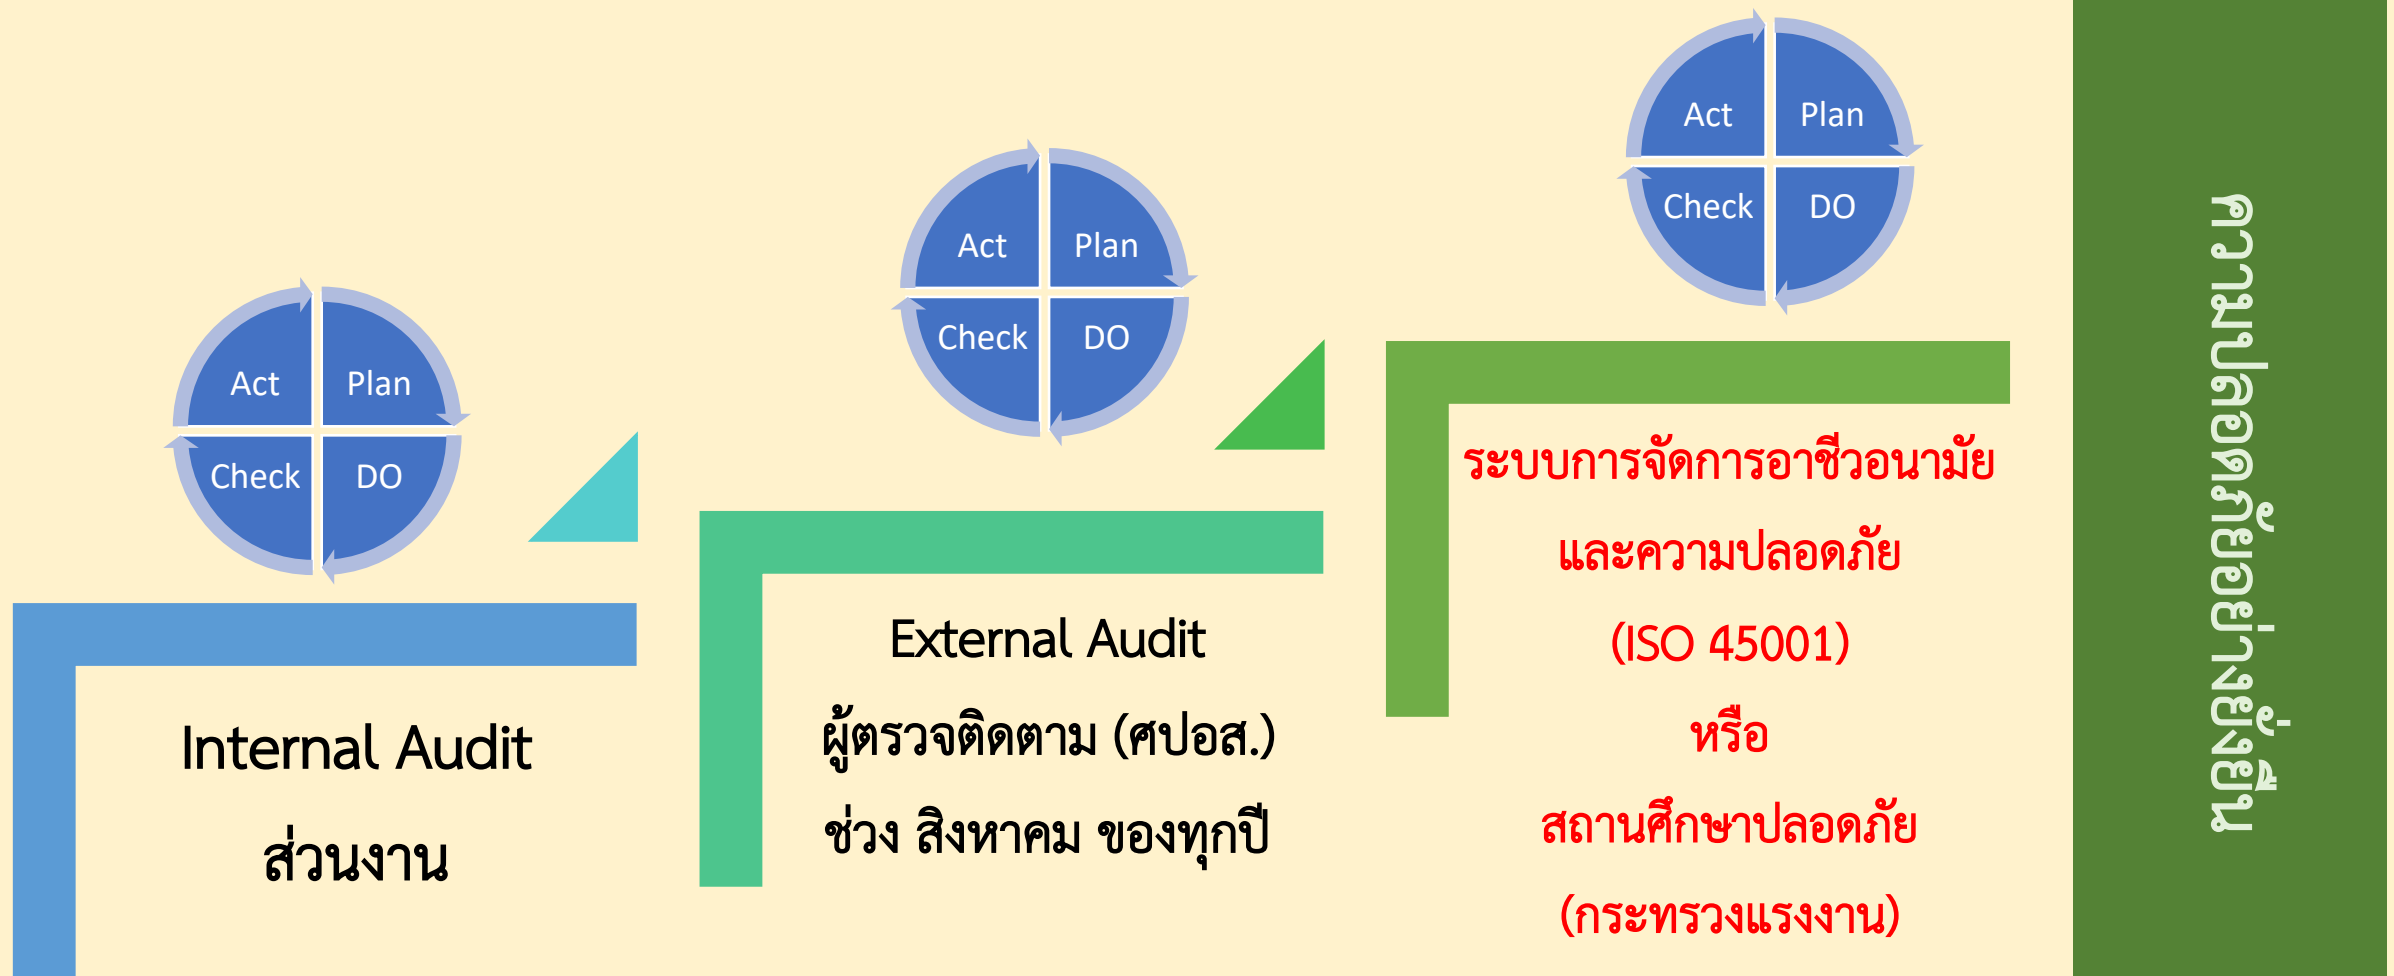 Act
Plan
Check
DO
Internal Audit
ส่วนงาน
Act
Plan
Check
DO
External Audit
ผู้ตรวจติดตาม (ศปอส.)
ช่วง สิงหาคม ของทุกปี
Act
Plan
Check
DO
ระบบการจัดการอาชีวอนามัย
และความปลอดภัย
(ISO 45001)
หรือ
สถานศึกษาปลอดภัย
(กระทรวงแรงงาน)
ความปลอดภัยอย่างยั่งยืน